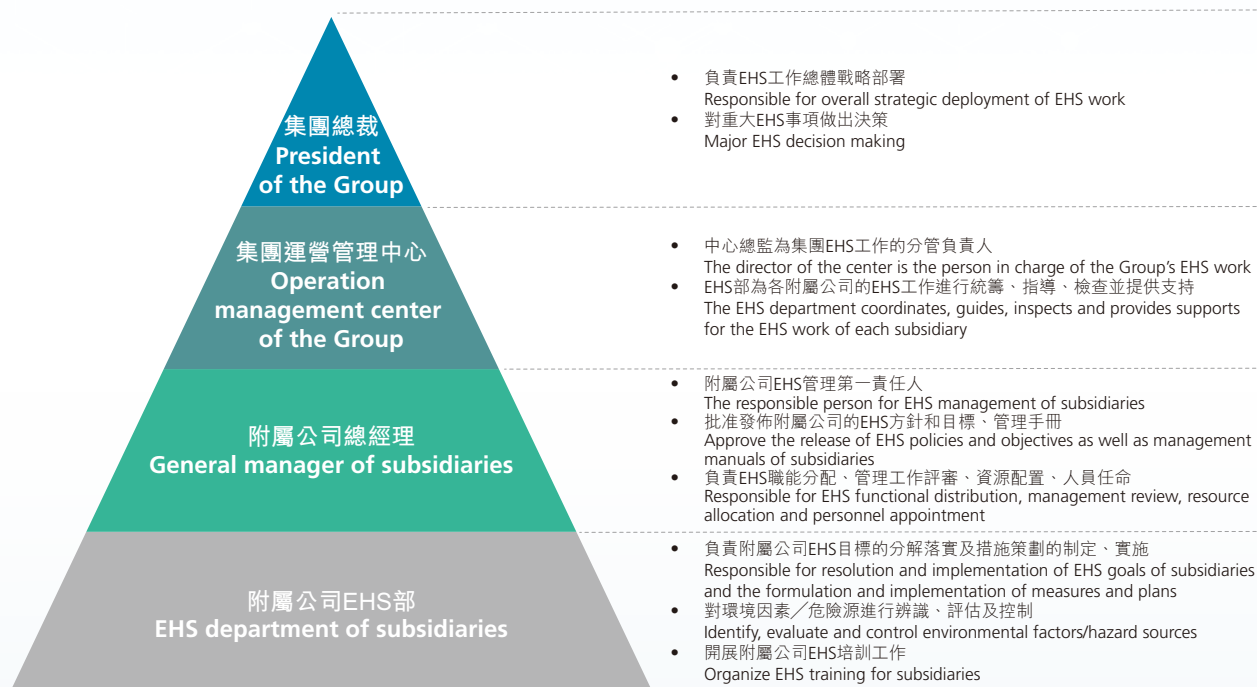 集團總裁
President
of the Group
• 負責EHS工作總體戰略部署
Responsible for overall strategic deployment of EHS work
• 對重大EHS事項做出決策
Major EHS decision making
集團運營管理中心
Operation
management center
of the Group
• 中心總監為集團EHS工作的分管負責人
The director of the center is the person in charge of the Group’s EHS work
• EHS部為各附屬公司的EHS工作進行統籌、指導、檢查並提供支持
The EHS department coordinates, guides, inspects and provides supports
for the EHS work of each subsidiary
附屬公司總經理
General manager of subsidiaries
• 附屬公司EHS管理第一責任人
The responsible person for EHS management of subsidiaries
• 批准發佈附屬公司的EHS方針和目標、管理手冊
Approve the release of EHS policies and objectives as well as management
manuals of subsidiaries
• 負責EHS職能分配、管理工作評審、資源配置、人員任命
Responsible for EHS functional distribution, management review, resource
allocation and personnel appointment
附屬公司EHS部
EHS department of subsidiaries
• 負責附屬公司EHS目標的分解落實及措施策劃的制定、實施
Responsible for resolution and implementation of EHS goals of subsidiaries
and the formulation and implementation of measures and plans
• 對環境因素／危險源進行辨識、評估及控制
Identify, evaluate and control environmental factors/hazard sources
• 開展附屬公司EHS培訓工作
Organize EHS training for subsidiaries